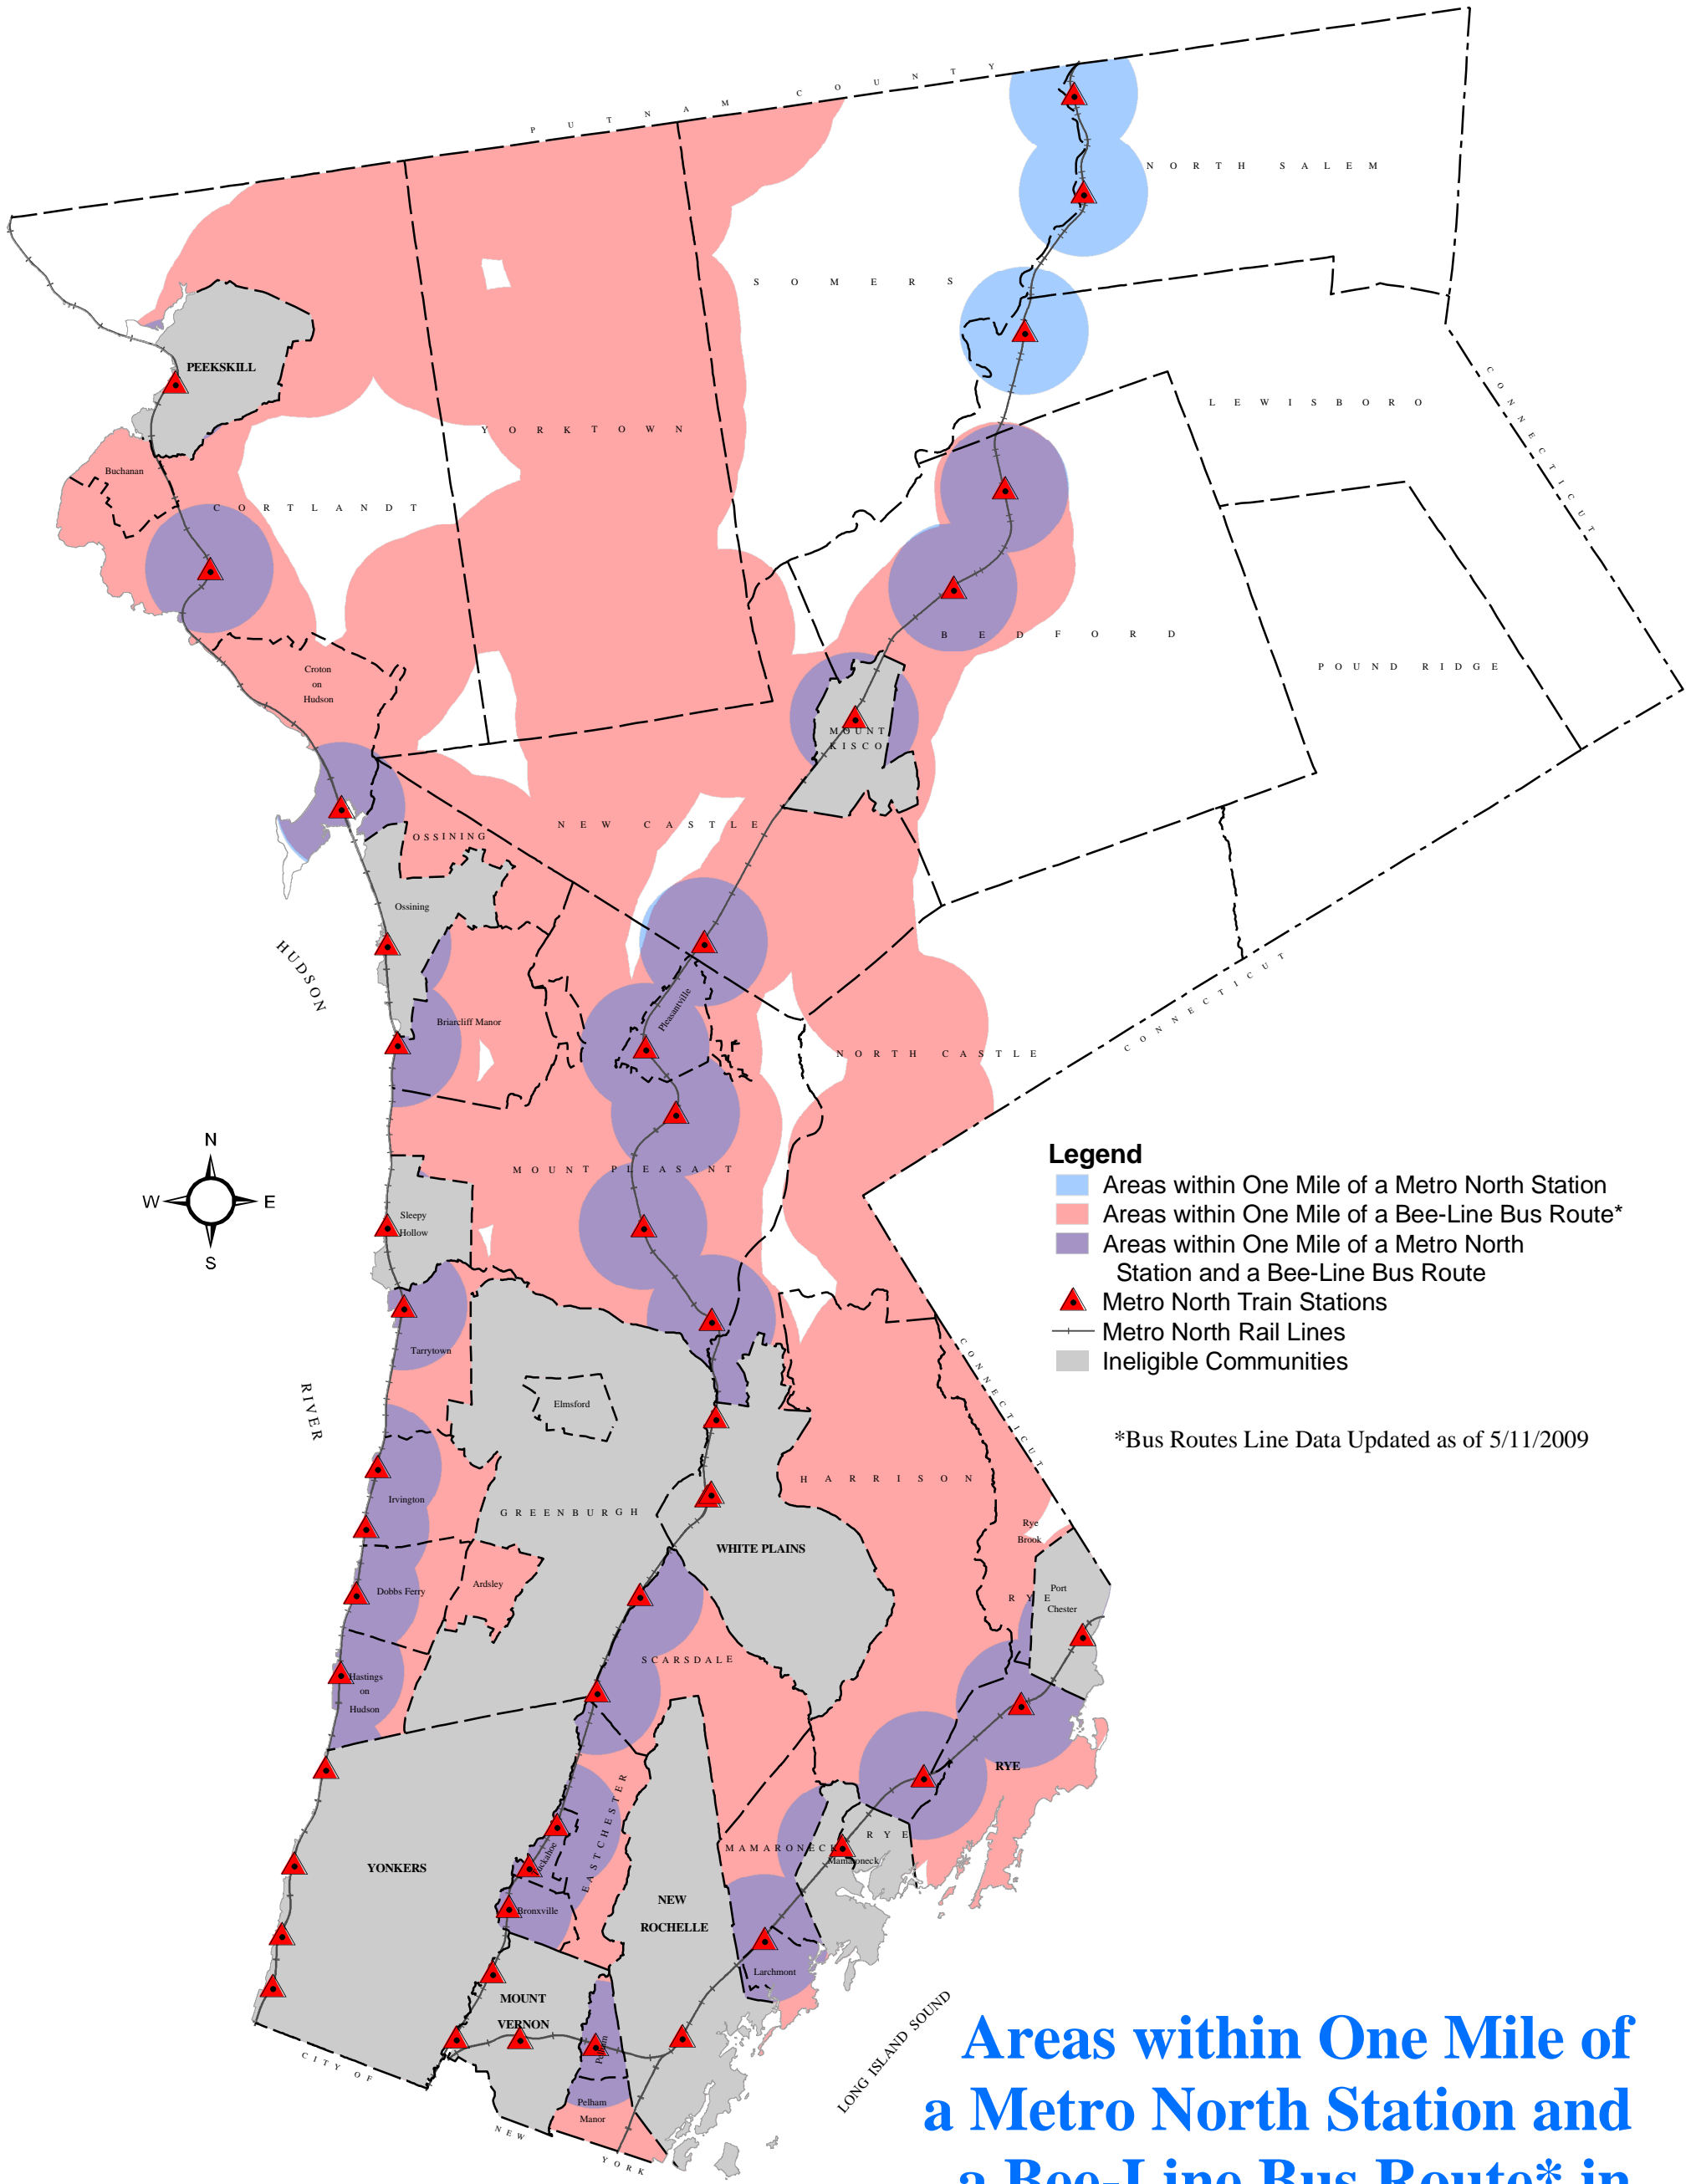 PUTNAM COUNTY
NORTH SALEM
SOMERS
PEEKSKILL
LEWISBORO
CONNECTICUT
YORKTOWN
Buchanan
CORTLANDT
BEDFORD
POUND RIDGE
Croton
on
Hudson
MOUNT
KISCO
NEW CASTLE
OSSINING
Ossining
HUDSON
Pleasantville
Briarcliff Manor
NORTH CASTLE
CONNECTICUT
N
W
E
S
MOUNT PLEASANT
Sleepy
Hollow
Legend
Areas within One Mile of a Metro North Station
Areas within One Mile of a Bee-Line Bus Route*
Areas within One Mile of a Metro North
Station and a Bee-Line Bus Route
Metro North Train Stations
Metro North Rail Lines
Ineligible Communities
Tarrytown
CONNECTICUT
RIVER
Elmsford
*Bus Routes Line Data Updated as of 5/11/2009
HARRISON
Irvington
GREENBURGH
Rye
Brook
WHITE PLAINS
Ardsley
Dobbs Ferry
Port
Chester
RYE
SCARSDALE
Hastings
on
Hudson
RYE
EASTCHESTER
RYE
MAMARONECK
Mamaroneck
YONKERS
NEW
ROCHELLE
Bronxville
Larchmont
MOUNT
VERNON
LONG ISLAND SOUND
CITY OF
Pelham
Manor
NEW
YORK
Areas within One Mile of
a Metro North Station and
a Bee-Line Bus Route* in